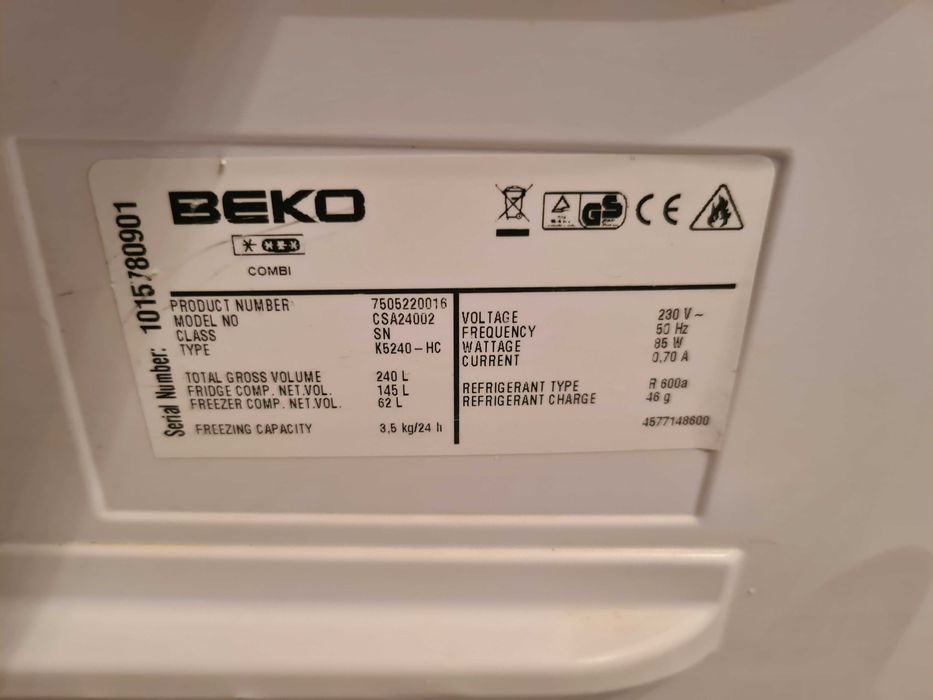 BEKO
COMBI
Serial Number: 1015780901
PRODUCT NUMBER 7505220016
MODEL NO CSA24002
CLASS SN
TYPE K5240-HC
TOTAL GROSS VOLUME 240 L
FRIDGE COMP. NET.VOL. 145 L
FREEZER COMP. NET.VOL. 62 L
FREEZING CAPACITY 3,5 kg/24 h
VOLTAGE 230 V~
FREQUENCY 50 Hz
WATTAGE 85 W
CURRENT 0,70 A
REFRIGERANT TYPE R 600a
REFRIGERANT CHARGE 46 g
4577148600
GS
CE